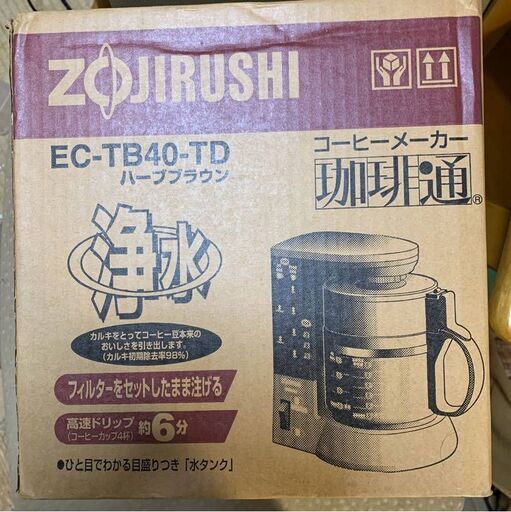 ZOJIRUSHI
EC-TB40-TD
ハーブブラウン
コーヒーメーカー
珈琲通®
浄水
カルキをとってコーヒー豆本来の
おいしさを引き出します。
(カルキ初期除去率98%)
フィルターをセットしたまま注げる
高速ドリップ 約6分
(コーヒーカップ4杯)
●ひと目でわかる目盛りつき「水タンク」